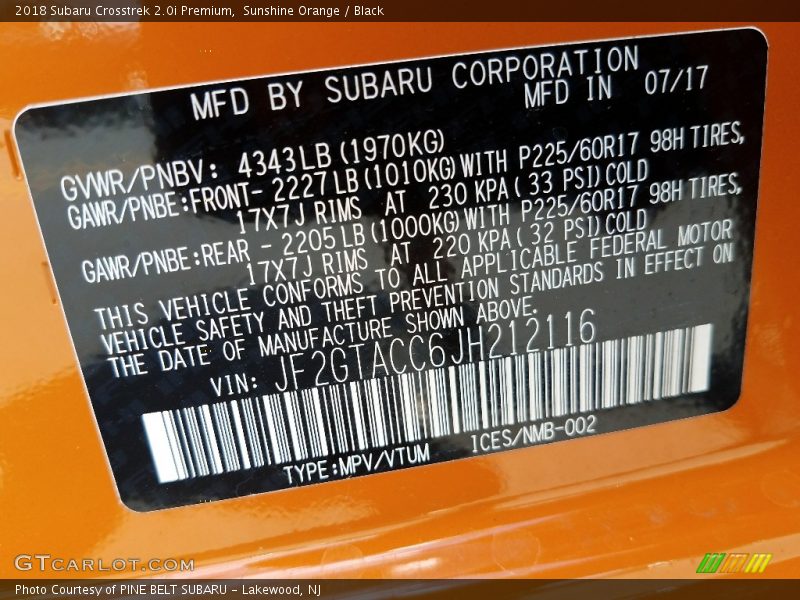 2018 Subaru Crosstrek 2.0i Premium,  Sunshine Orange / Black
MFD BY SUBARU CORPORATION
MFD IN 07/17
GVWR/PNBV: 4343LB (1970KG)
GAWR/PNBE:FRONT- 2227 LB (1010KG) WITH P225/60R17 98H TIRES,
17X7J RIMS AT 230 KPA ( 33 PSI) COLD
GAWR/PNBE:REAR - 2205 LB (1000KG) WITH P225/60R17 98H TIRES,
17X7J RIMS AT 220 KPA ( 32 PSI) COLD
THIS VEHICLE CONFORMS TO ALL APPLICABLE FEDERAL MOTOR
VEHICLE SAFETY AND THEFT PREVENTION STANDARDS IN EFFECT ON
THE DATE OF MANUFACTURE SHOWN ABOVE.
VIN: JF2GTACC6JH212116
TYPE:MPV/VTUM ICES/NMB-002
GTCARLOT.COM
Photo Courtesy of PINE BELT SUBARU - Lakewood, NJ